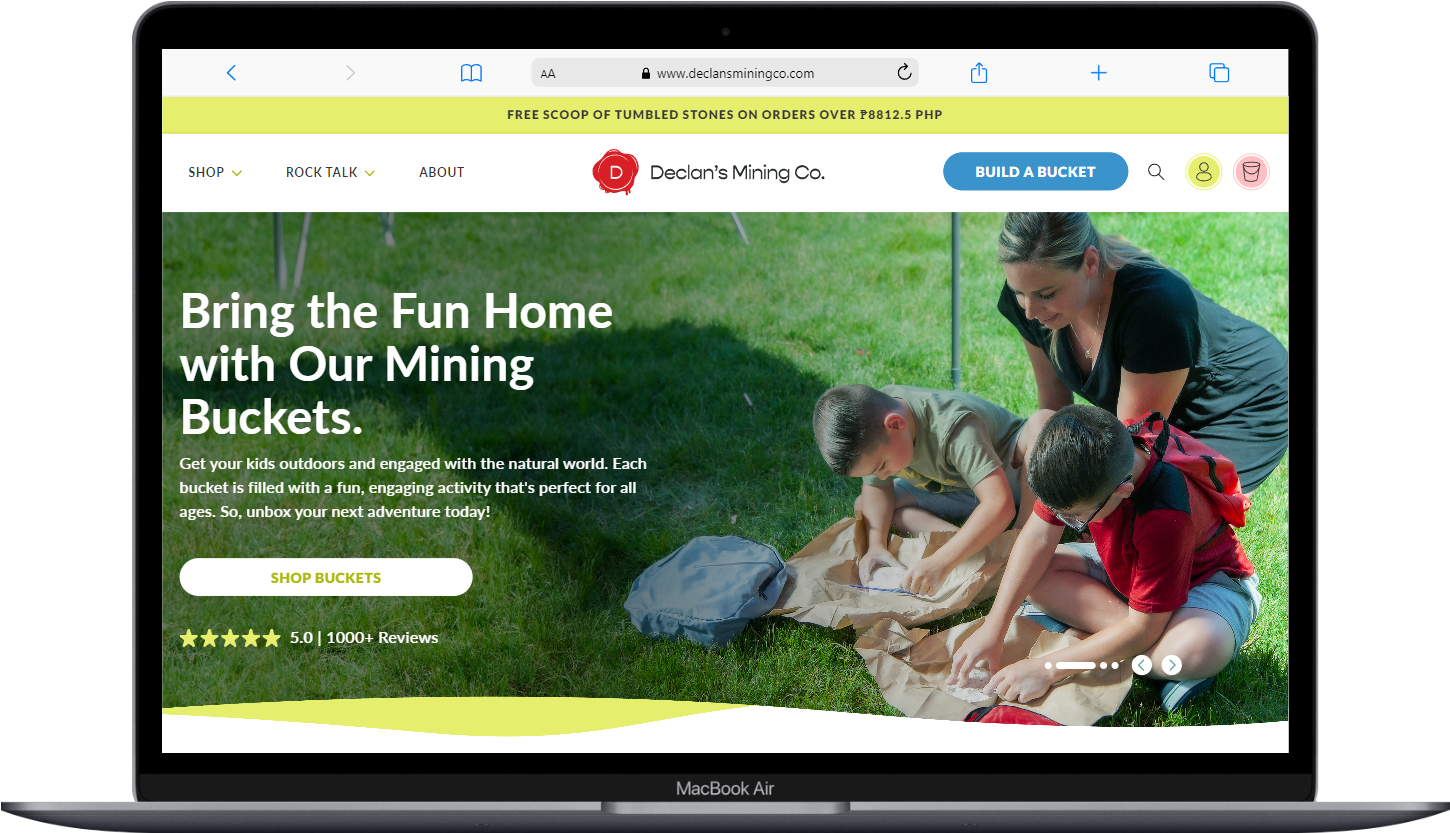 AA www.declansminingco.com
FREE SCOOP OF TUMBLED STONES ON ORDERS OVER ₱8812.5 PHP
SHOP ROCK TALK ABOUT D Declan's Mining Co. BUILD A BUCKET
Bring the Fun Home
with Our Mining
Buckets.
Get your kids outdoors and engaged with the natural world. Each
bucket is filled with a fun, engaging activity that's perfect for all
ages. So, unbox your next adventure today!
SHOP BUCKETS
5.0 | 1000+ Reviews
MacBook Air